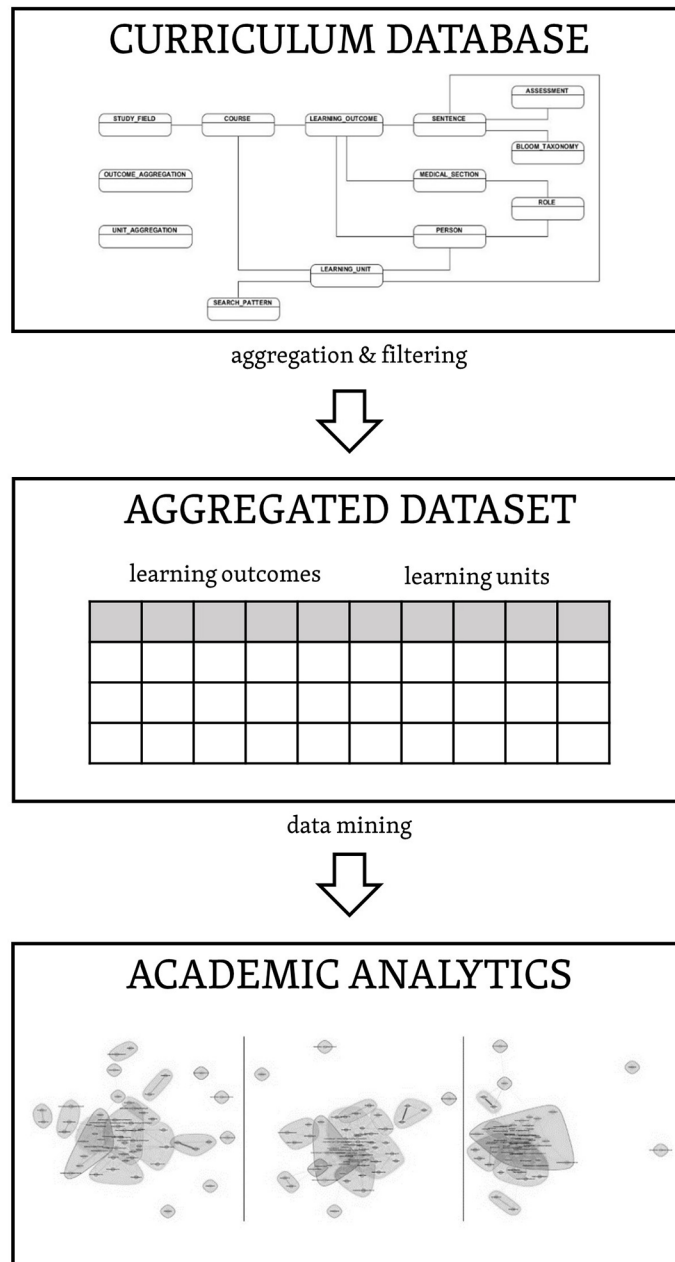 CURRICULUM DATABASE
ASSESSMENT
STUDY_FIELD COURSE LEARNING_OUTCOME SENTENCE
BLOOM_TAXONOMY
OUTCOME_AGGREGATION MEDICAL_SECTION
ROLE
UNIT_AGGREGATION PERSON
LEARNING_UNIT
SEARCH_PATTERN
aggregation & filtering
AGGREGATED DATASET
learning outcomes learning units
data mining
ACADEMIC ANALYTICS